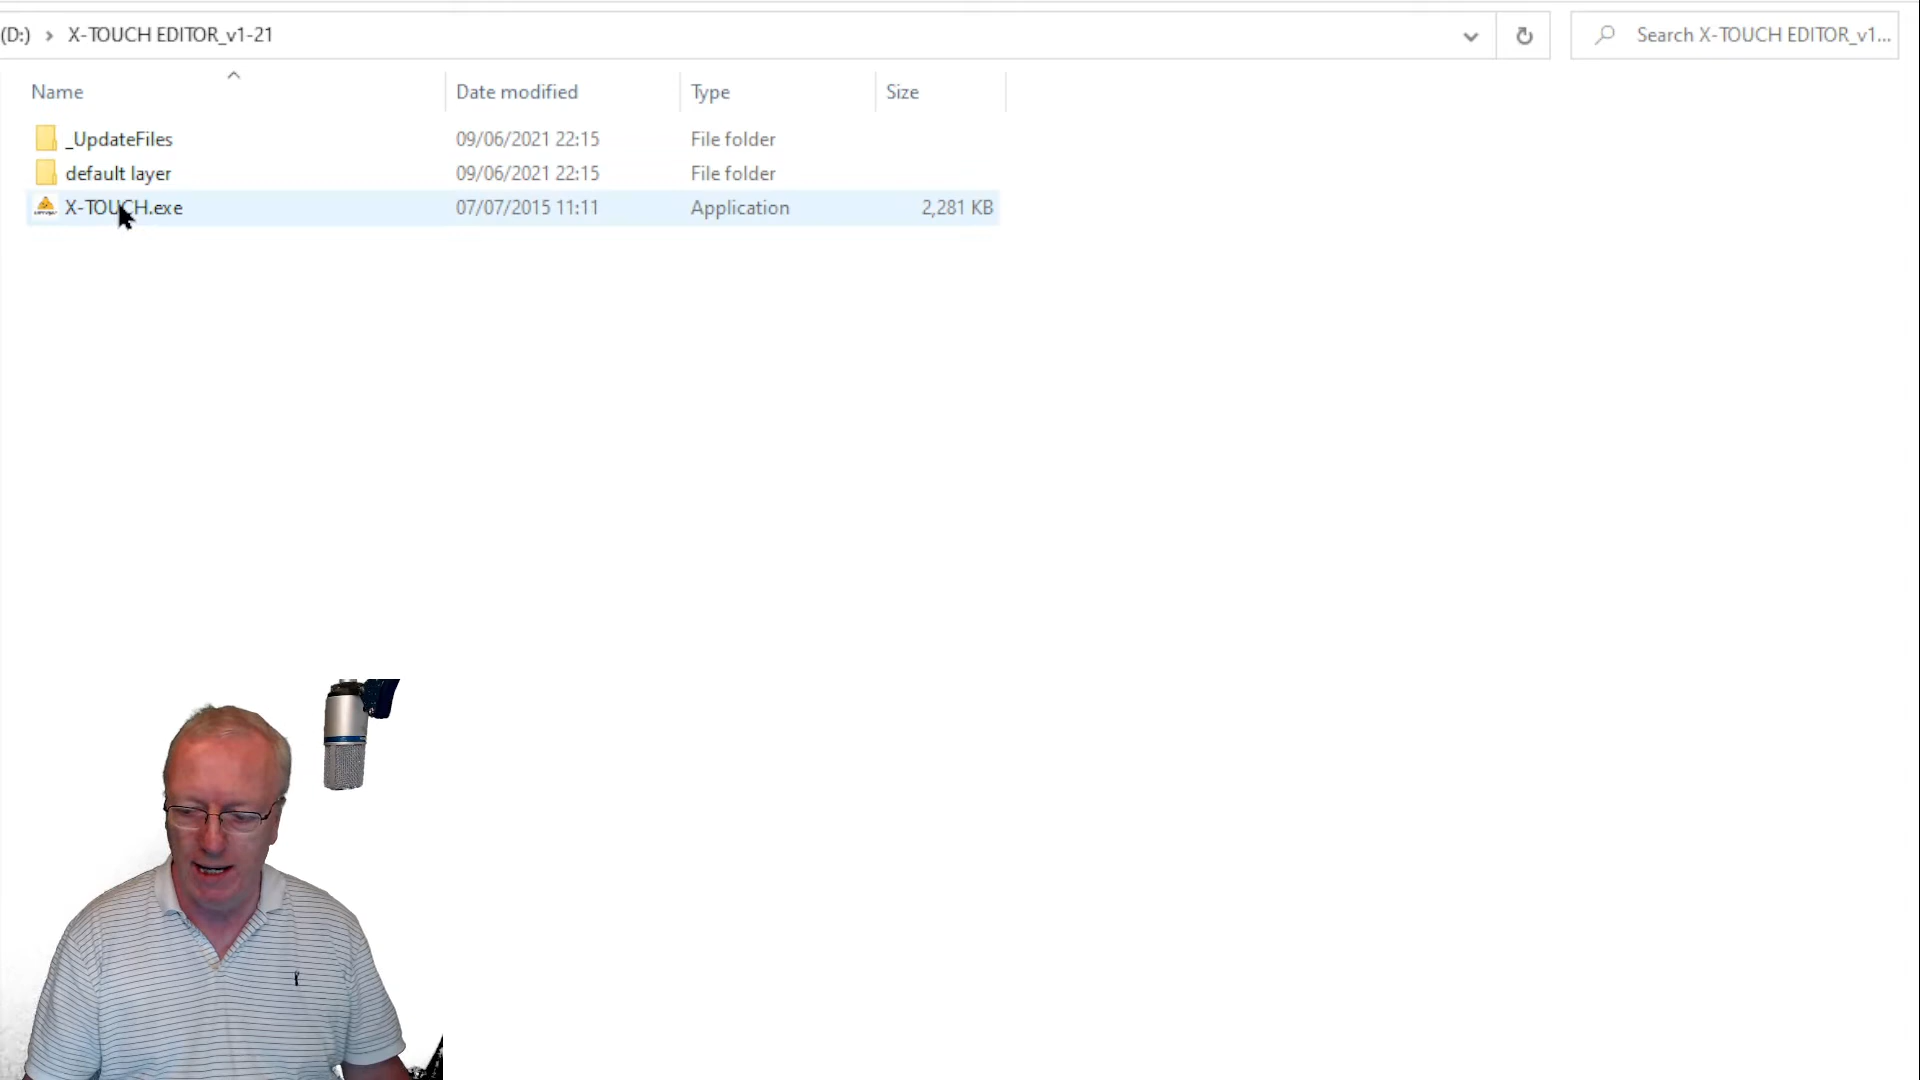 (D:) > X-TOUCH EDITOR_v1-21
Search X-TOUCH EDITOR_v1...
Name Date modified Type Size
_UpdateFiles 09/06/2021 22:15 File folder
default layer 09/06/2021 22:15 File folder
X-TOUCH.exe 07/07/2015 11:11 Application 2,281 KB